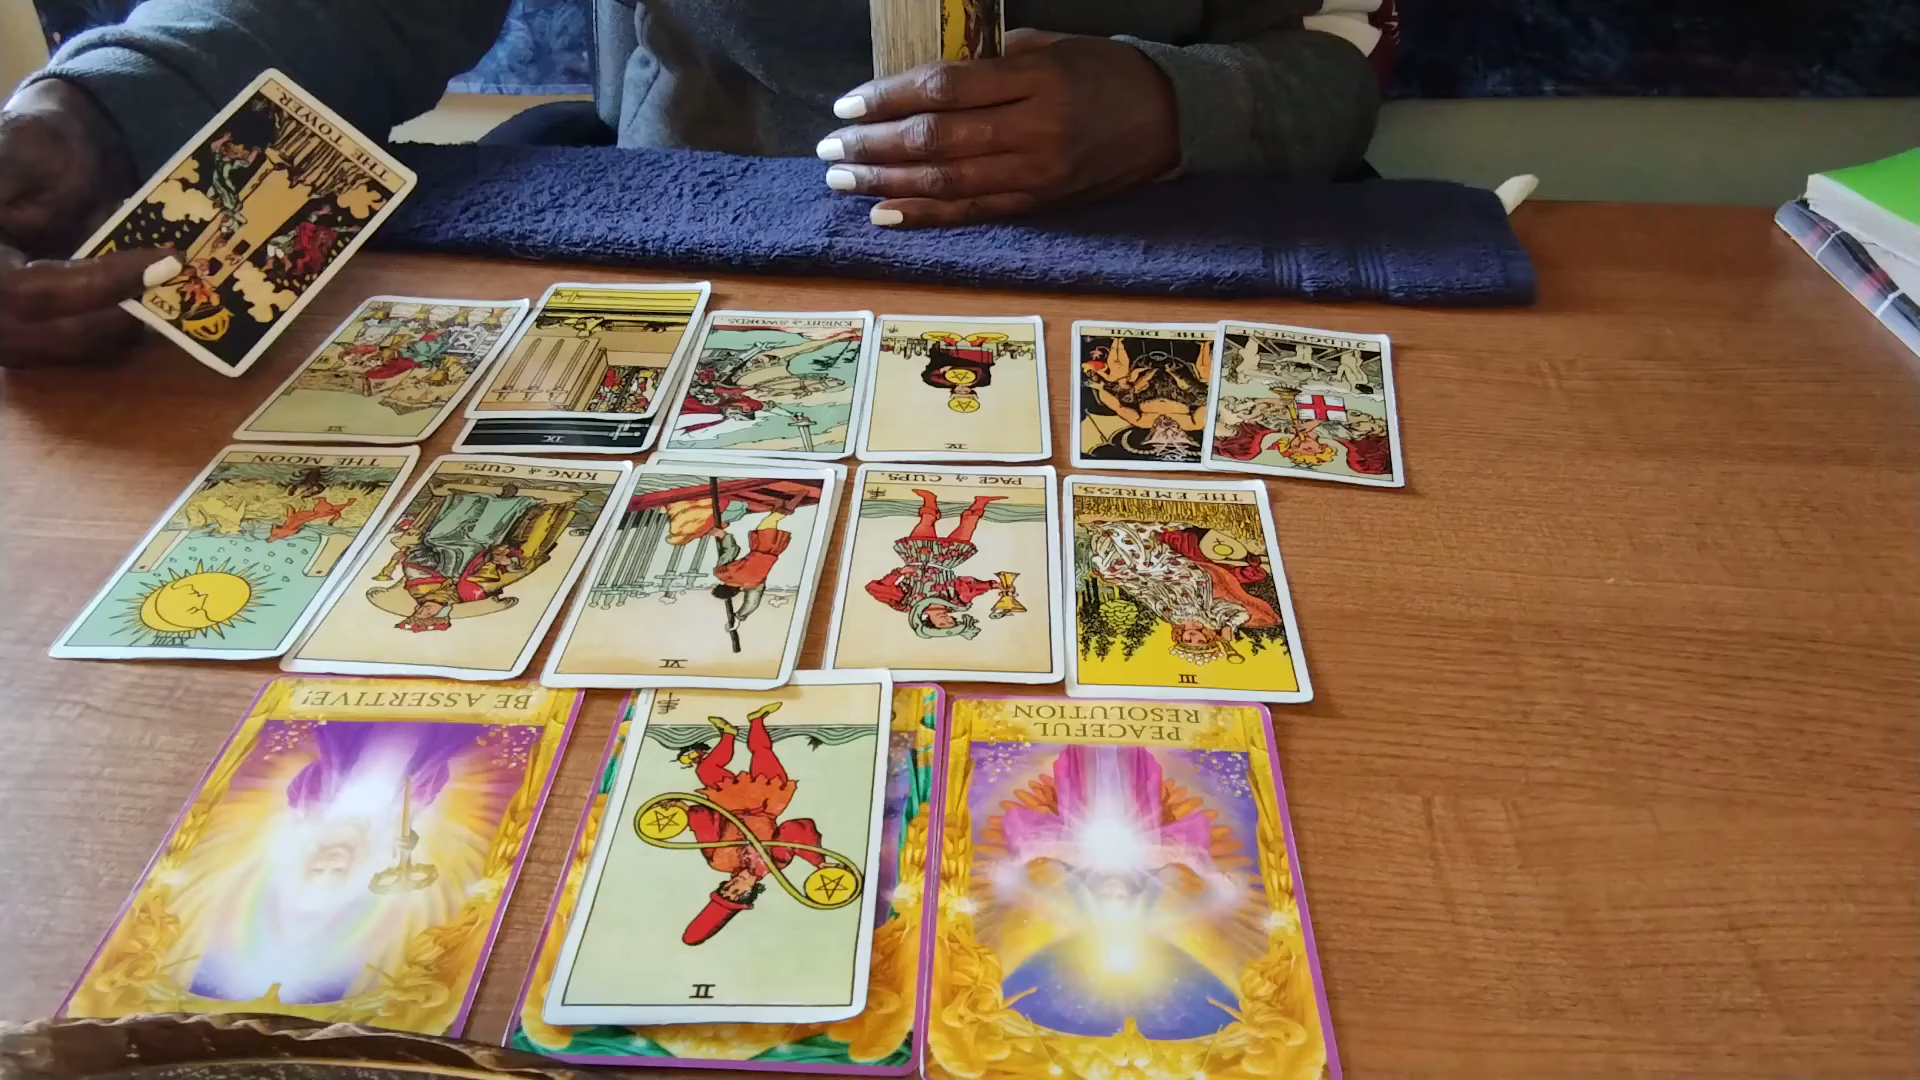 THE TOWER.
XVI
IX
KNIGHT of SWORDS.
IV
THE DEVIL.
JUDGEMENT.
THE MOON.
XVIII
KING of CUPS.
VI
PAGE of CUPS.
THE EMPRESS.
III
BE ASSERTIVE!
II
PEACEFUL
RESOLUTION